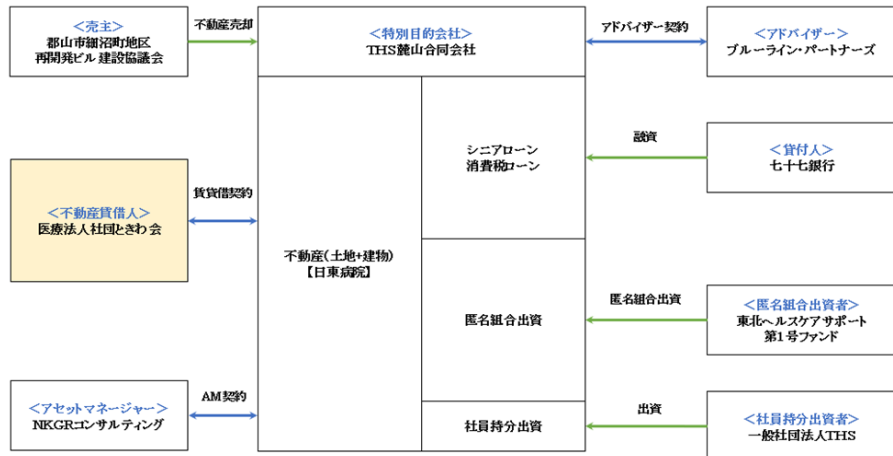 ＜売主＞
郡山市細沼町地区
再開発ビル 建設協議会
不動産売却
＜特別目的会社＞
THS麓山合同会社
アドバイザー契約
＜アドバイザー＞
ブルーライン・パートナーズ
シニアローン
消費税ローン
融資
＜貸付人＞
七十七銀行
＜不動産賃借人＞
医療法人社団ときわ会
賃貸借契約
不動産（土地+建物）
【日東病院】
匿名組合出資
匿名組合出資
＜匿名組合出資者＞
東北ヘルスケアサポート
第1号ファンド
＜アセットマネージャー＞
NKGRコンサルティング
AM契約
社員持分出資
出資
＜社員持分出資者＞
一般社団法人THS